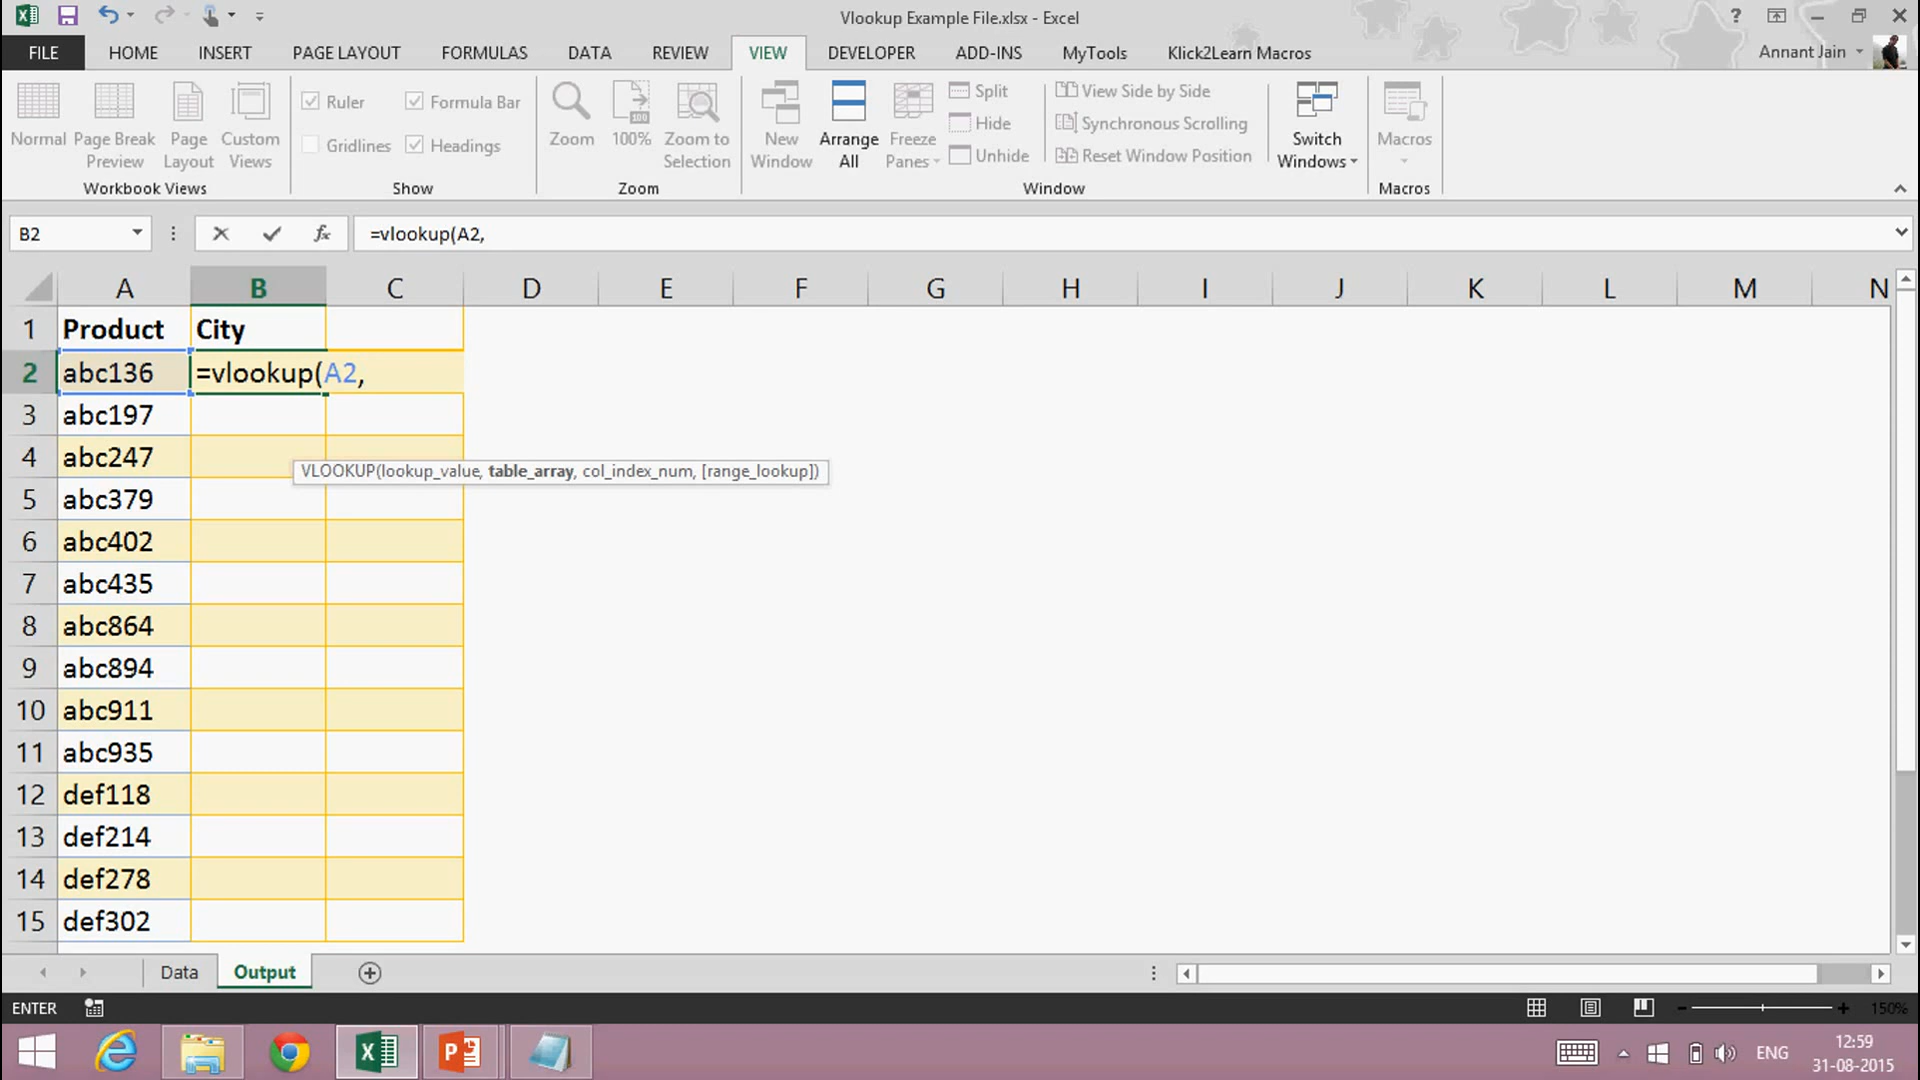 Vlookup Example File.xlsx - Excel
?
FILE HOME INSERT PAGE LAYOUT FORMULAS DATA REVIEW VIEW DEVELOPER ADD-INS MyTools Klick2Learn Macros Annant Jain
Normal Page Break Preview Page Layout Custom Views
Workbook Views
Ruler Formula Bar
Gridlines Headings
Show
Zoom 100% Zoom to Selection
Zoom
New Window Arrange All Freeze Panes
Split
Hide
Unhide
View Side by Side
Synchronous Scrolling
Reset Window Position
Switch Windows
Window
Macros
Macros
B2 fx =vlookup(A2,
A B C D E F G H I J K L M N
1 Product City
2 abc136 =vlookup(A2,
3 abc197
4 abc247
VLOOKUP(lookup_value, table_array, col_index_num, [range_lookup])
5 abc379
6 abc402
7 abc435
8 abc864
9 abc894
10 abc911
11 abc935
12 def118
13 def214
14 def278
15 def302
Data Output
ENTER 150%
ENG 12:59
31-08-2015